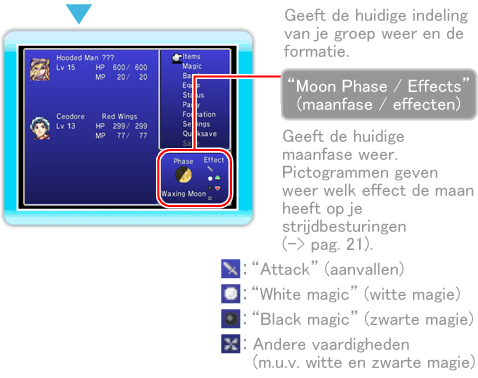 Geeft de huidige indeling
van je groep weer en de
formatie.
Hooded Man ???
Lv 15 HP 600/ 600
MP 20/ 20
Ceodore Red Wings
Lv 13 HP 299/ 299
MP 77/ 77
Items
Magic
Equip
Status
Party
Formation
Settings
Quicksave
Save
Phase Effect
Waxing Moon
“Moon Phase / Effects”
(maanfase / effecten)
Geeft de huidige
maanfase weer.
Pictogrammen geven
weer welk effect de maan
heeft op je
strijdbesturingen
(-> pag. 21).
: “Attack” (aanvallen)
: “White magic” (witte magie)
: “Black magic” (zwarte magie)
: Andere vaardigheden
(m.u.v. witte en zwarte magie)